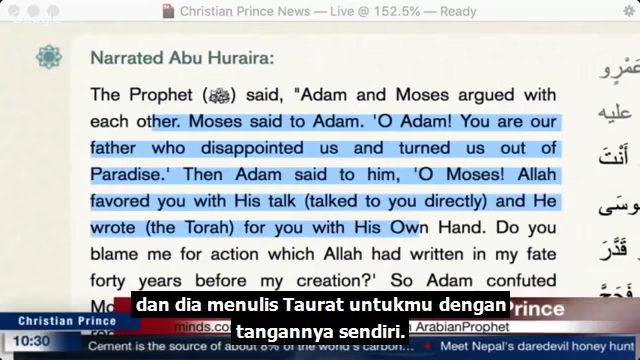 Christian Prince News — Live @ 152.5% — Ready
Narrated Abu Huraira:
The Prophet (ﷺ) said, "Adam and Moses argued with
each other. Moses said to Adam. 'O Adam! You are our
father who disappointed us and turned us out of
Paradise.' Then Adam said to him, 'O Moses! Allah
favored you with His talk (talked to you directly) and He
wrote (the Torah) for you with His Own Hand. Do you
blame me for action which Allah had written in my fate
forty years before my creation?' So Adam confuted
عَمْرٍو
عليه
أَنْتَ
dan dia menulis Taurat untukmu dengan
tangannya sendiri.
Christian Prince
Prince
minds.com
ArabianProphet
10:30
Cement is the source of about 8% of the world's carbon...
Meet Nepal's daredevil honey hunt